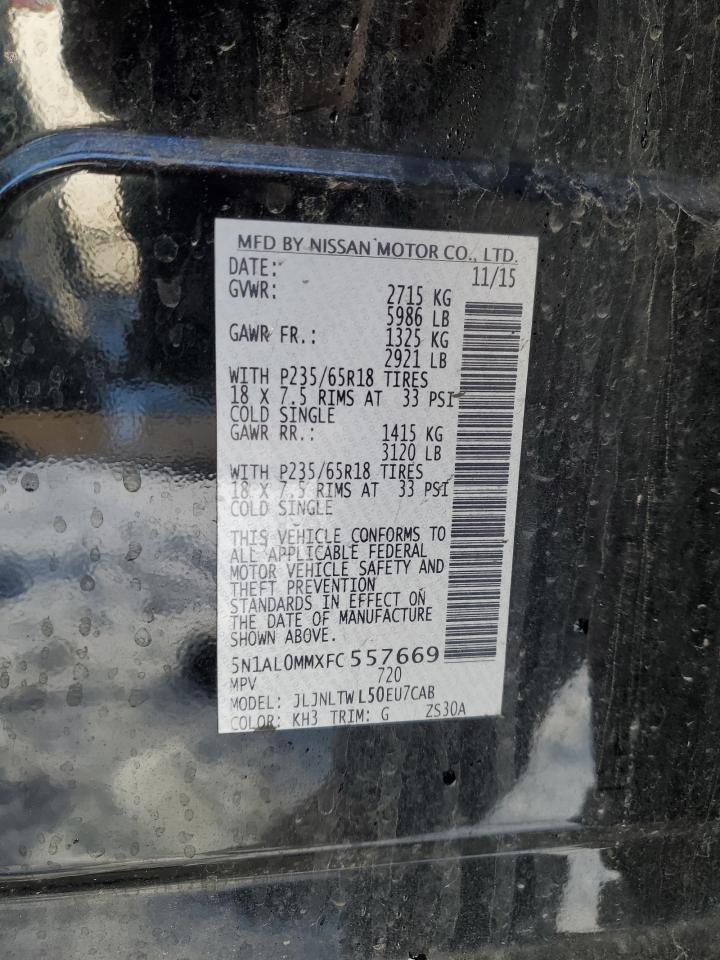 MFD BY NISSAN MOTOR CO., LTD.
DATE: 11/15
GVWR: 2715 KG
5986 LB
GAWR FR.: 1325 KG
2921 LB
WITH P235/65R18 TIRES
18 X 7.5 RIMS AT 33 PSI
COLD SINGLE
GAWR RR.: 1415 KG
3120 LB
WITH P235/65R18 TIRES
18 X 7.5 RIMS AT 33 PSI
COLD SINGLE
THIS VEHICLE CONFORMS TO
ALL APPLICABLE FEDERAL
MOTOR VEHICLE SAFETY AND
THEFT PREVENTION
STANDARDS IN EFFECT ON
THE DATE OF MANUFACTURE
SHOWN ABOVE.
5N1AL0MMXFC557669
MPV 720
MODEL: JLJNLTWL50EU7CAB
COLOR: KH3 TRIM: G ZS30A